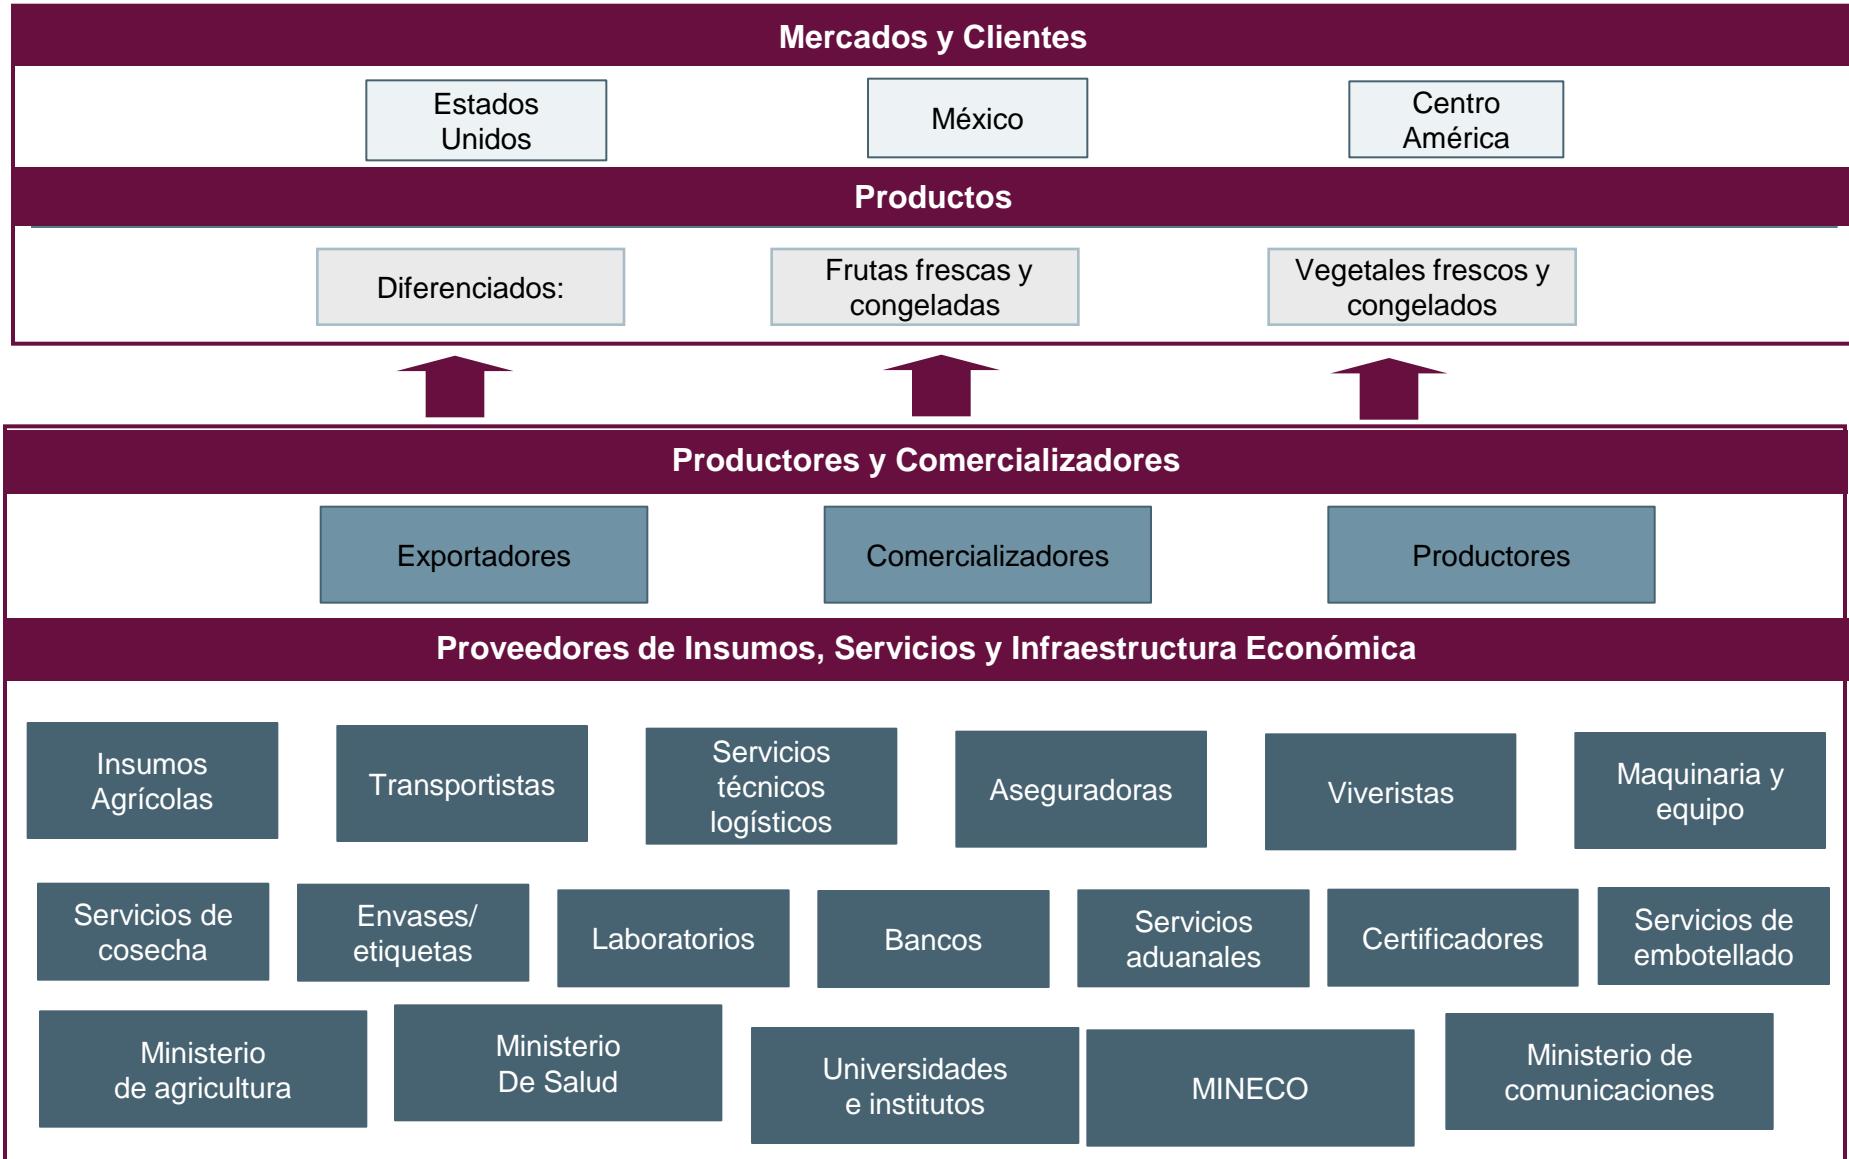 Mercados y Clientes
Estados
Unidos
México
Centro
América
Productos
Diferenciados:
Frutas frescas y
congeladas
Vegetales frescos y
congelados
Productores y Comercializadores
Exportadores
Comercializadores
Productores
Proveedores de Insumos, Servicios y Infraestructura Económica
Insumos
Agrícolas
Transportistas
Servicios
técnicos
logísticos
Aseguradoras
Viveristas
Maquinaria y
equipo
Servicios de
cosecha
Envases/
etiquetas
Laboratorios
Bancos
Servicios
aduanales
Certificadores
Servicios de
embotellado
Ministerio
de agricultura
Ministerio
De Salud
Universidades
e institutos
MINECO
Ministerio de
comunicaciones